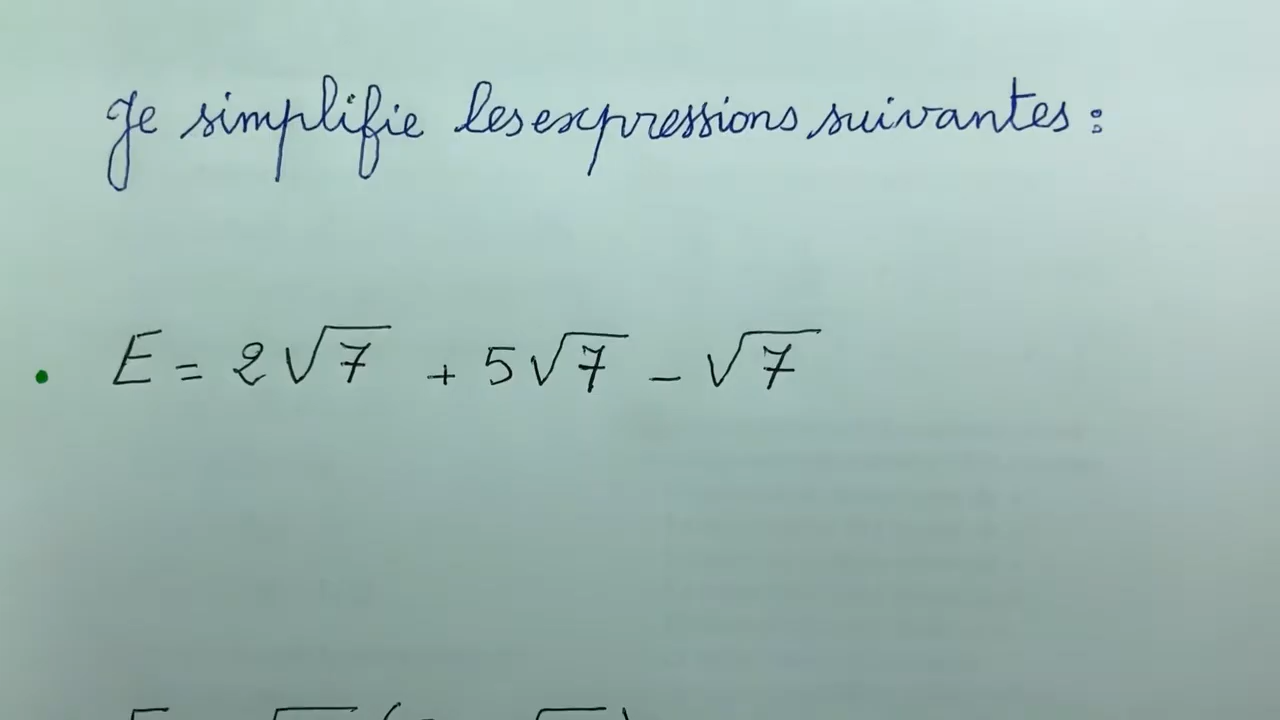 Je simplifie les expressions suivantes :
• E = 2√7 + 5√7 − √7